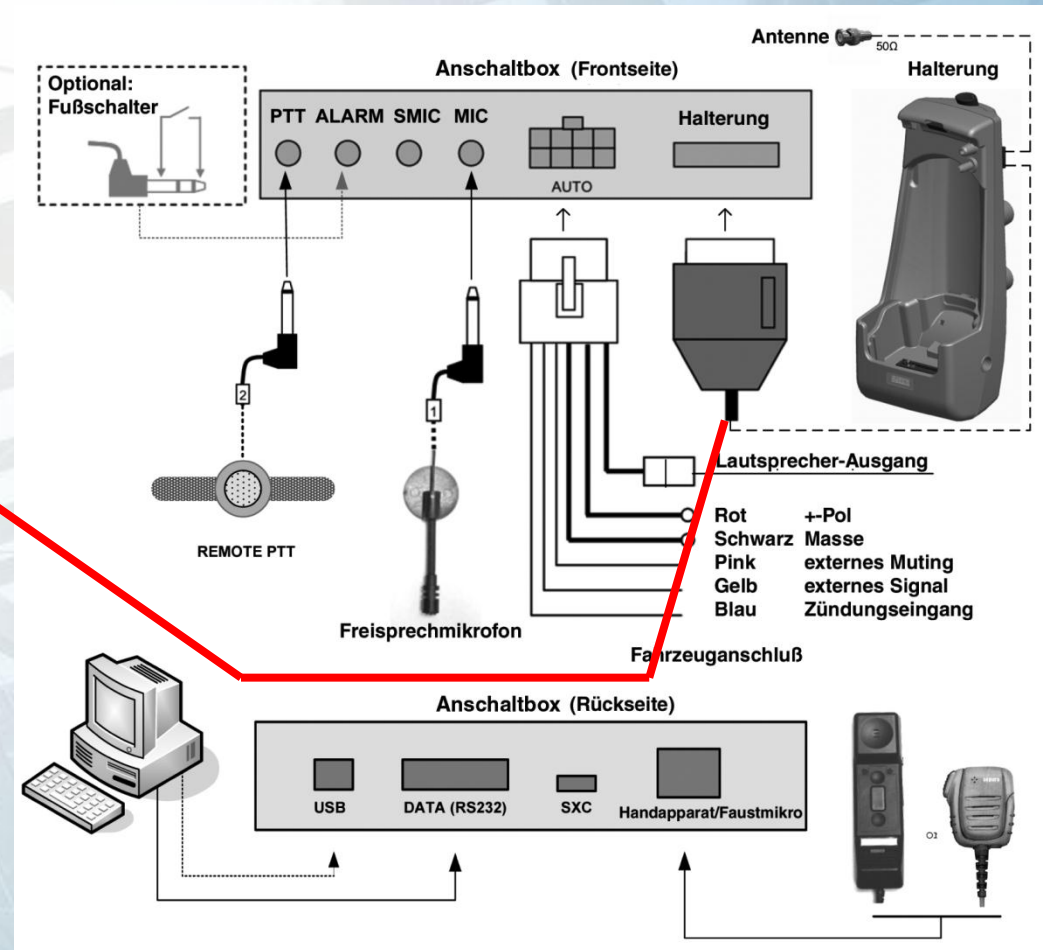 Antenne
50Ω
Anschaltbox (Frontseite)
Halterung
Optional:
Fußschalter
PTT ALARM SMIC MIC
Halterung
AUTO
2
1
REMOTE PTT
Freisprechmikrofon
Lautsprecher-Ausgang
Rot +-Pol
Schwarz Masse
Pink externes Muting
Gelb externes Signal
Blau Zündungseingang
Fahrzeuganschluß
Anschaltbox (Rückseite)
USB
DATA (RS232)
SXC
Handapparat/Faustmikro